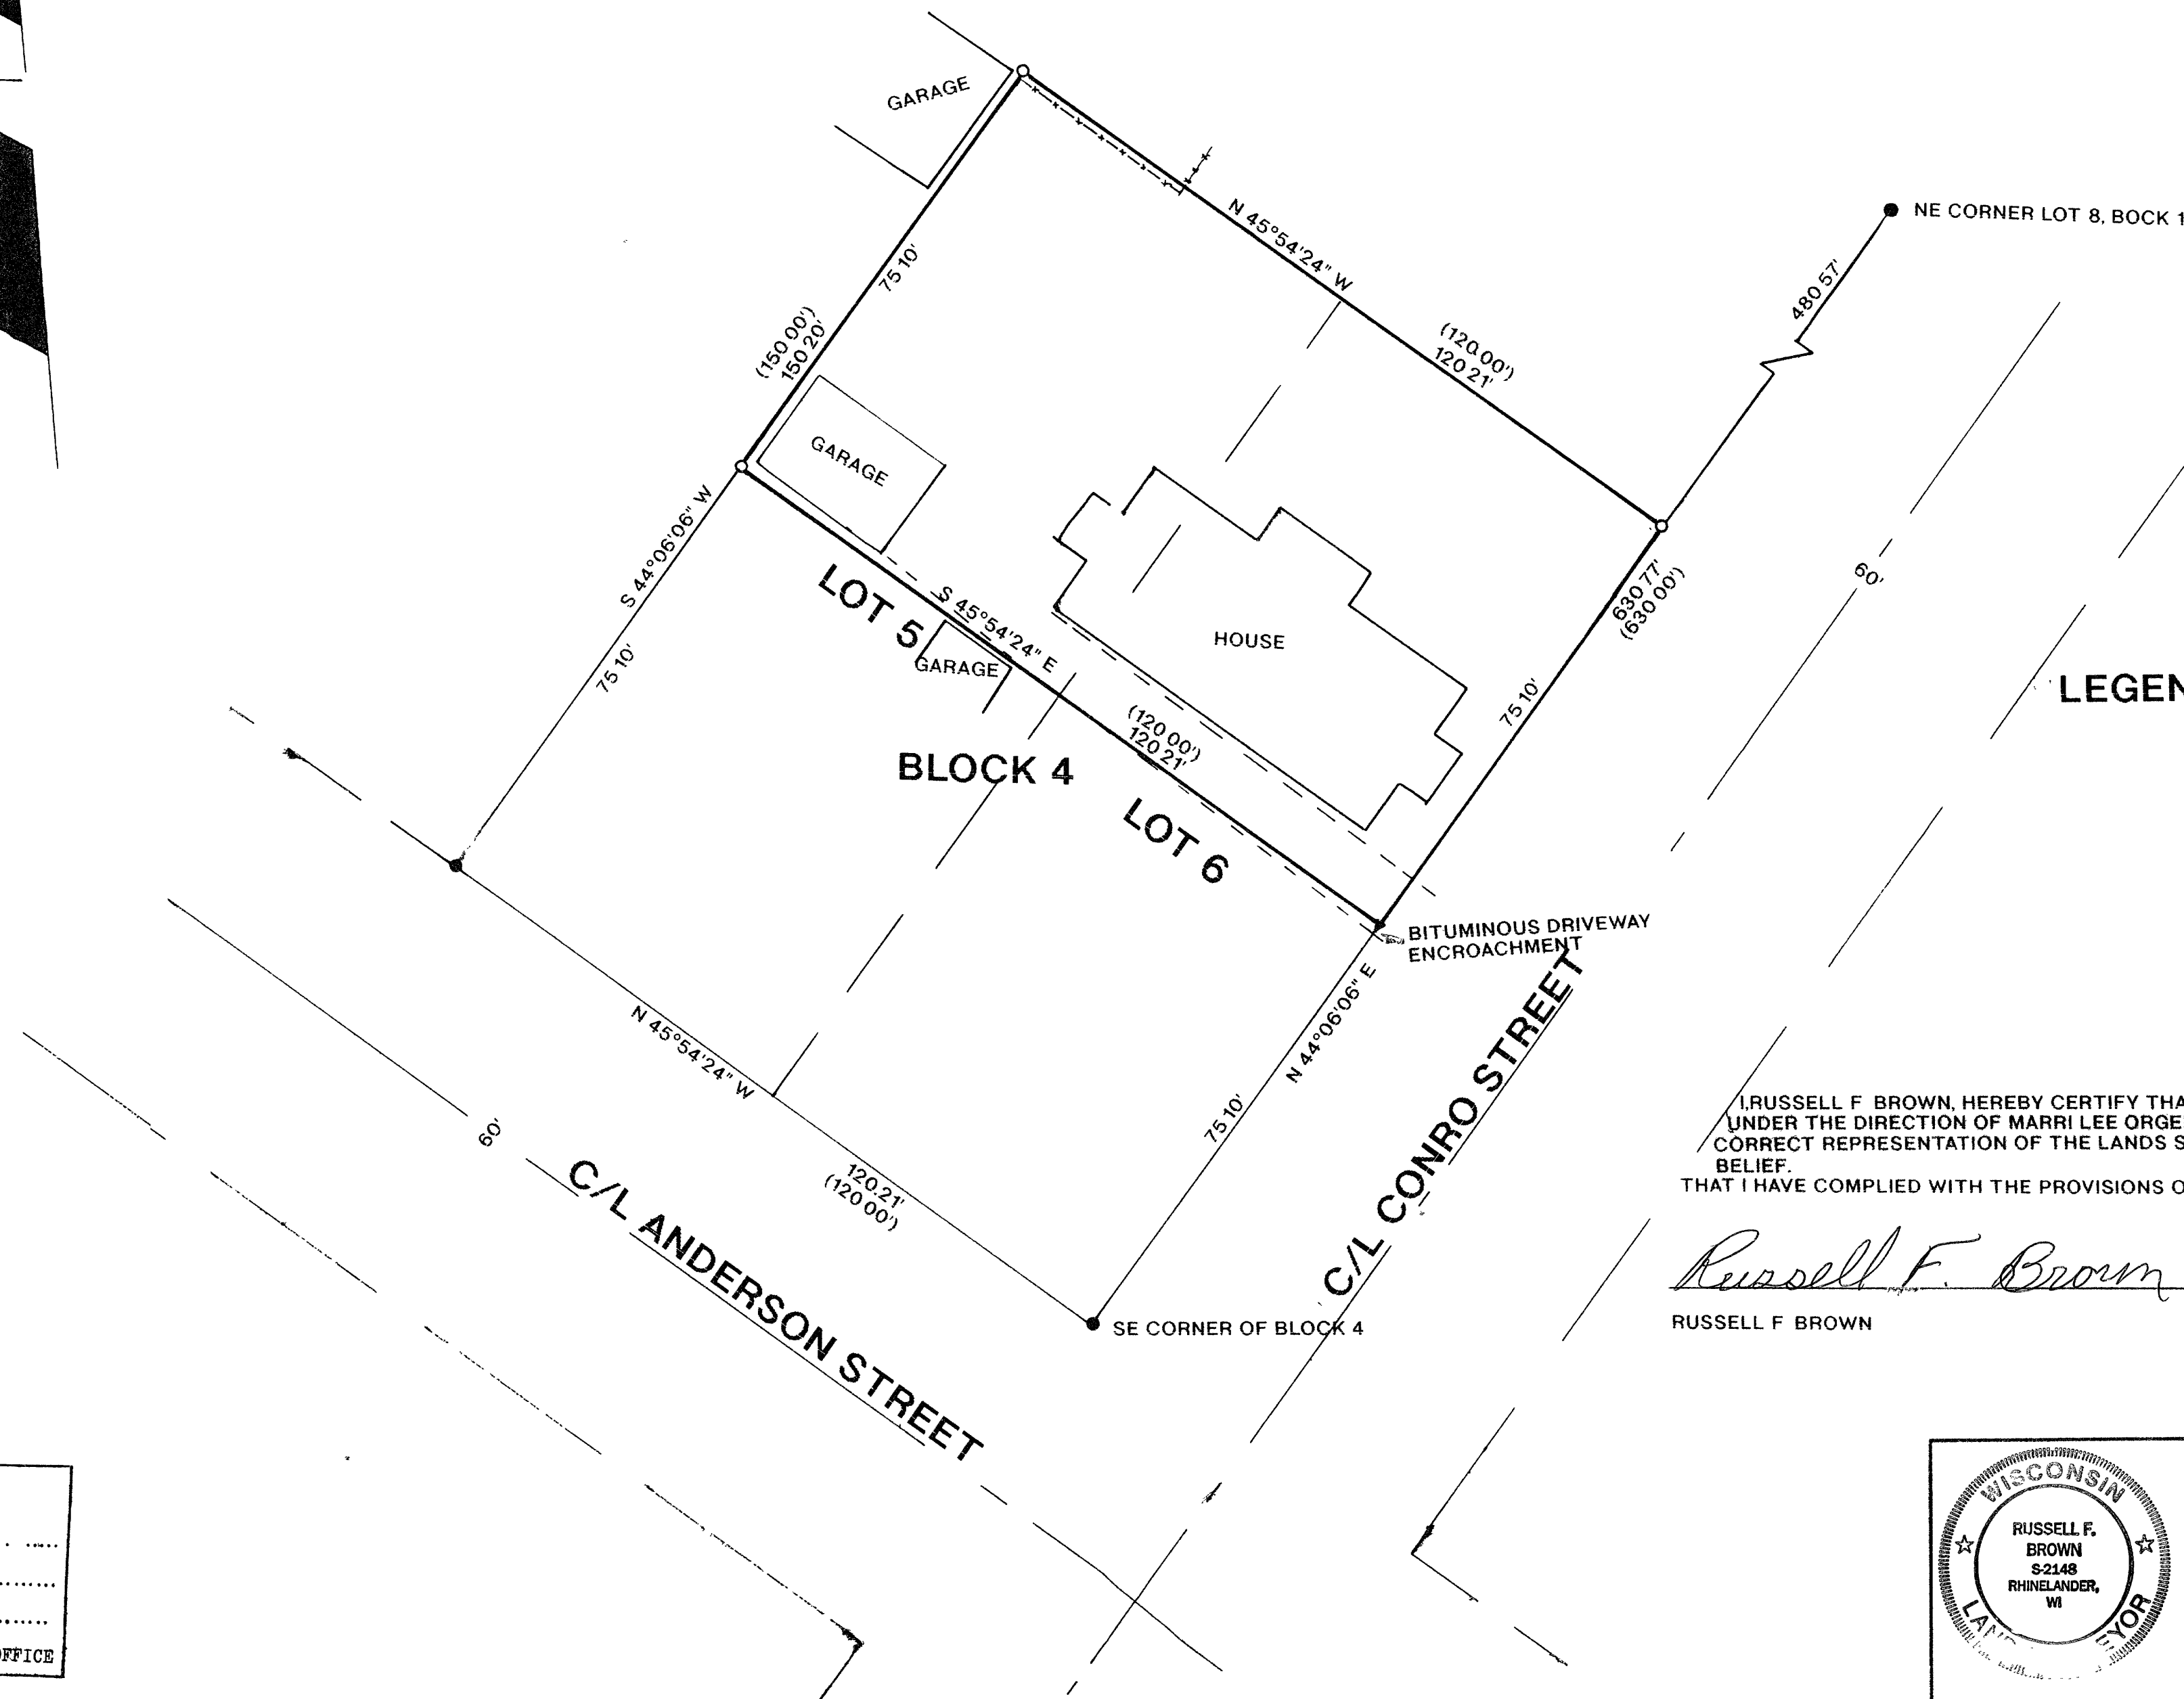 GARAGE
N 45°54'24" W
NE CORNER LOT 8, BOCK 1
480 57'
75 10'
(150 00')
150 20'
(120.00')
120 21'
GARAGE
S 44°06'06" W
60'
630 77'
(630 00')
LOT 5
S 45°54'24" E
HOUSE
GARAGE
75 10'
75 10'
LEGEN
(120 00')
120 21'
BLOCK 4
LOT 6
BITUMINOUS DRIVEWAY
ENCROACHMENT
N 44°06'06" E
N 45°54'24" W
75 10'
60'
120.21'
(120 00')
C/L ANDERSON STREET
C/L CONRO STREET
SE CORNER OF BLOCK 4
I,RUSSELL F BROWN, HEREBY CERTIFY THA
UNDER THE DIRECTION OF MARRI LEE ORGE
CORRECT REPRESENTATION OF THE LANDS S
BELIEF.
THAT I HAVE COMPLIED WITH THE PROVISIONS O
Russell F. Brown
RUSSELL F BROWN
WISCONSIN
RUSSELL F.
BROWN
S-2148
RHINELANDER,
WI
OFFICE